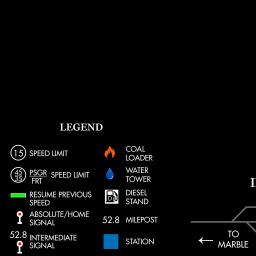 LEGEND
15 SPEED LIMIT
45 PSGR SPEED LIMIT
FRT
RESUME PREVIOUS
SPEED
ABSOLUTE/HOME
SIGNAL
52.8 INTERMEDIATE
SIGNAL
COAL
LOADER
WATER
TOWER
DIESEL
STAND
52.8 MILEPOST
STATION
TO
MARBLE